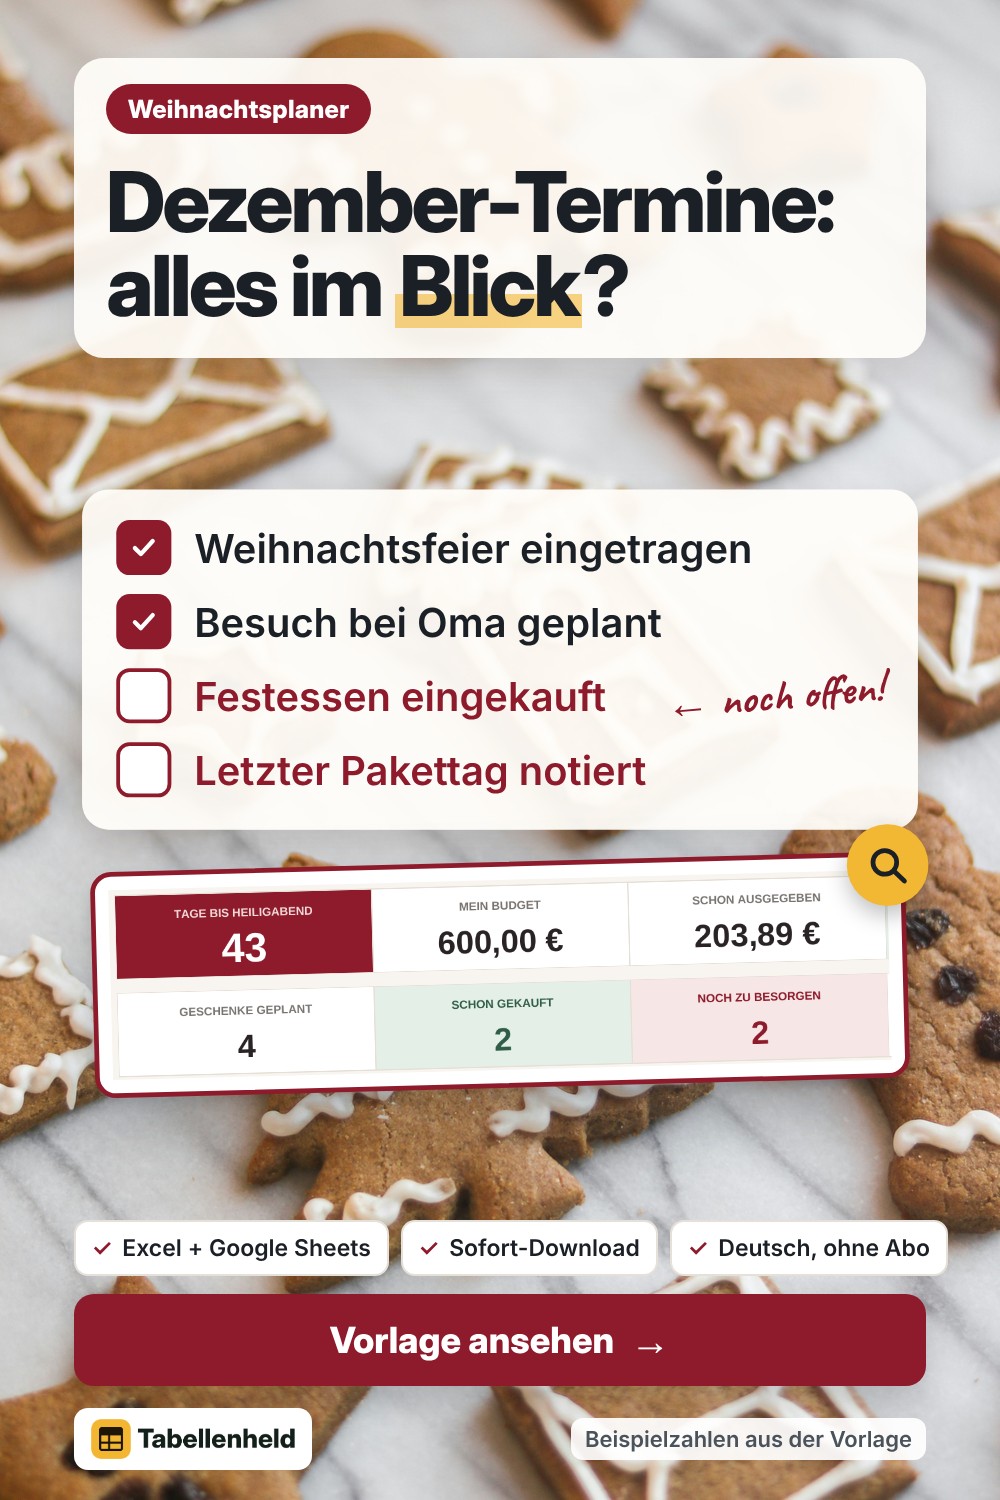 Weihnachtsplaner
Dezember-Termine:
alles im Blick?
Weihnachtsfeier eingetragen
Besuch bei Oma geplant
Festessen eingekauft
← noch offen!
Letzter Pakettag notiert
TAGE BIS HEILIGABEND
43
MEIN BUDGET
600,00 €
SCHON AUSGEGEBEN
203,89 €
GESCHENKE GEPLANT
4
SCHON GEKAUFT
2
NOCH ZU BESORGEN
2
✓ Excel + Google Sheets
✓ Sofort-Download
✓ Deutsch, ohne Abo
Vorlage ansehen →
Tabellenheld
Beispielzahlen aus der Vorlage